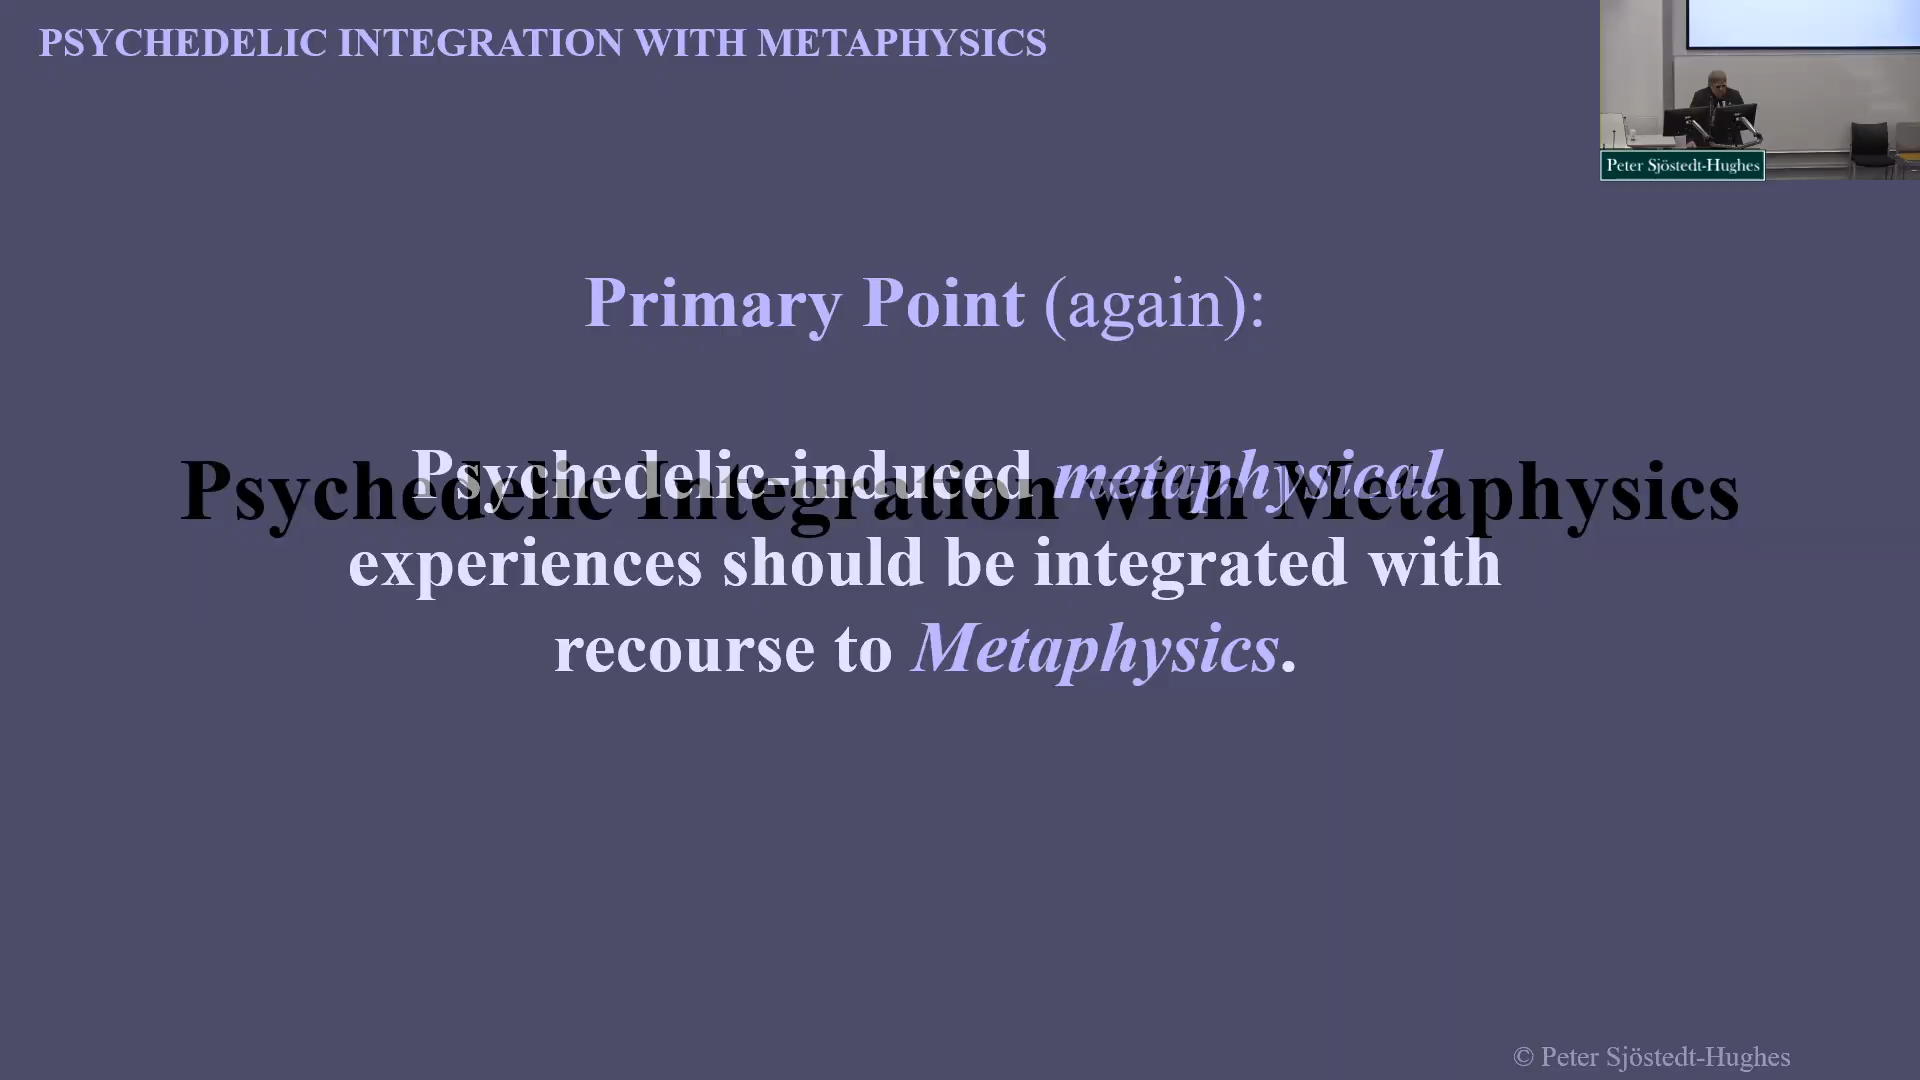 PSYCHEDELIC INTEGRATION WITH METAPHYSICS
Peter Sjöstedt-Hughes
Primary Point (again):
Psychedelic-induced metaphysical
Psychedelic Integration with Metaphysics
experiences should be integrated with
recourse to Metaphysics.
© Peter Sjöstedt-Hughes